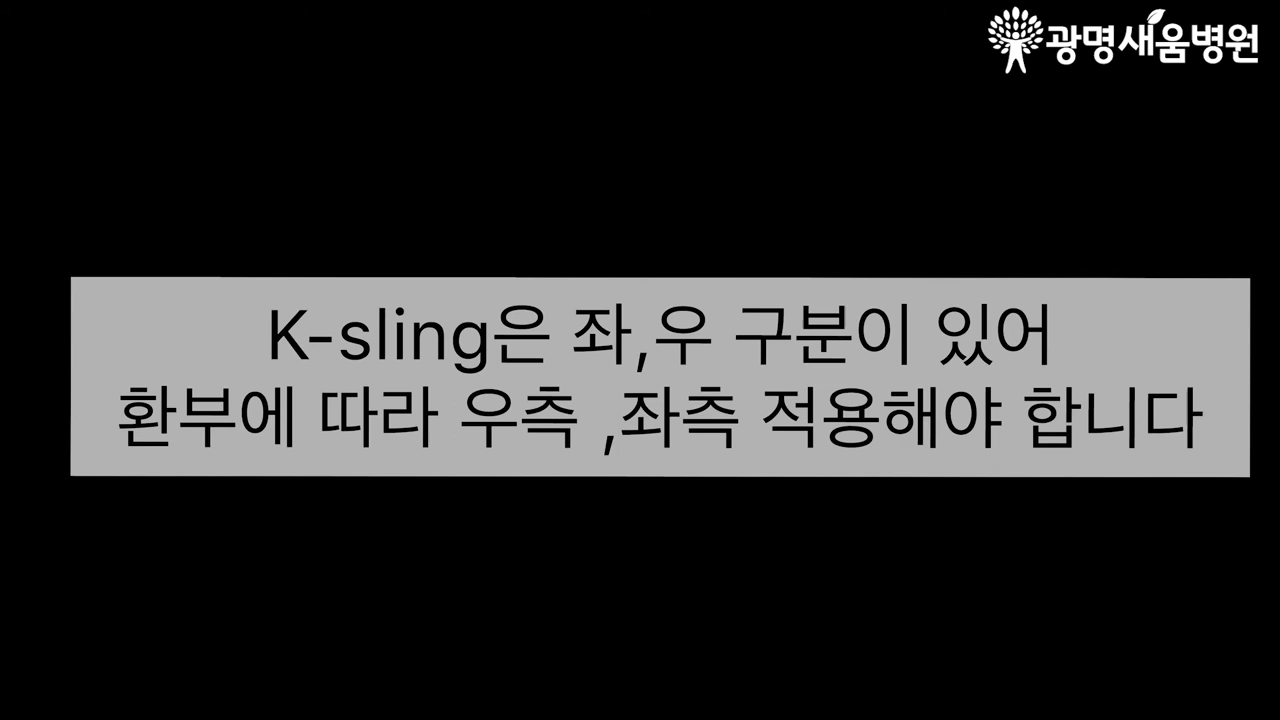 광명새움병원
K-sling은 좌,우 구분이 있어
환부에 따라 우측 ,좌측 적용해야 합니다